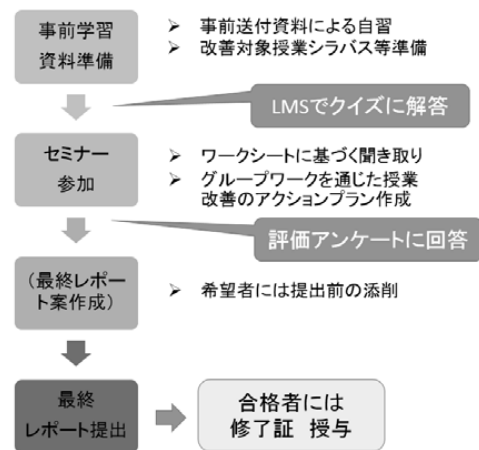 事前学習
資料準備
➢ 事前送付資料による自習
➢ 改善対象授業シラバス等準備
LMSでクイズに解答
セミナー
参加
➢ ワークシートに基づく聞き取り
➢ グループワークを通じた授業
改善のアクションプラン作成
評価アンケートに回答
(最終レポー
ト案作成)
➢ 希望者には提出前の添削
最終
レポート提出
合格者には
修了証 授与